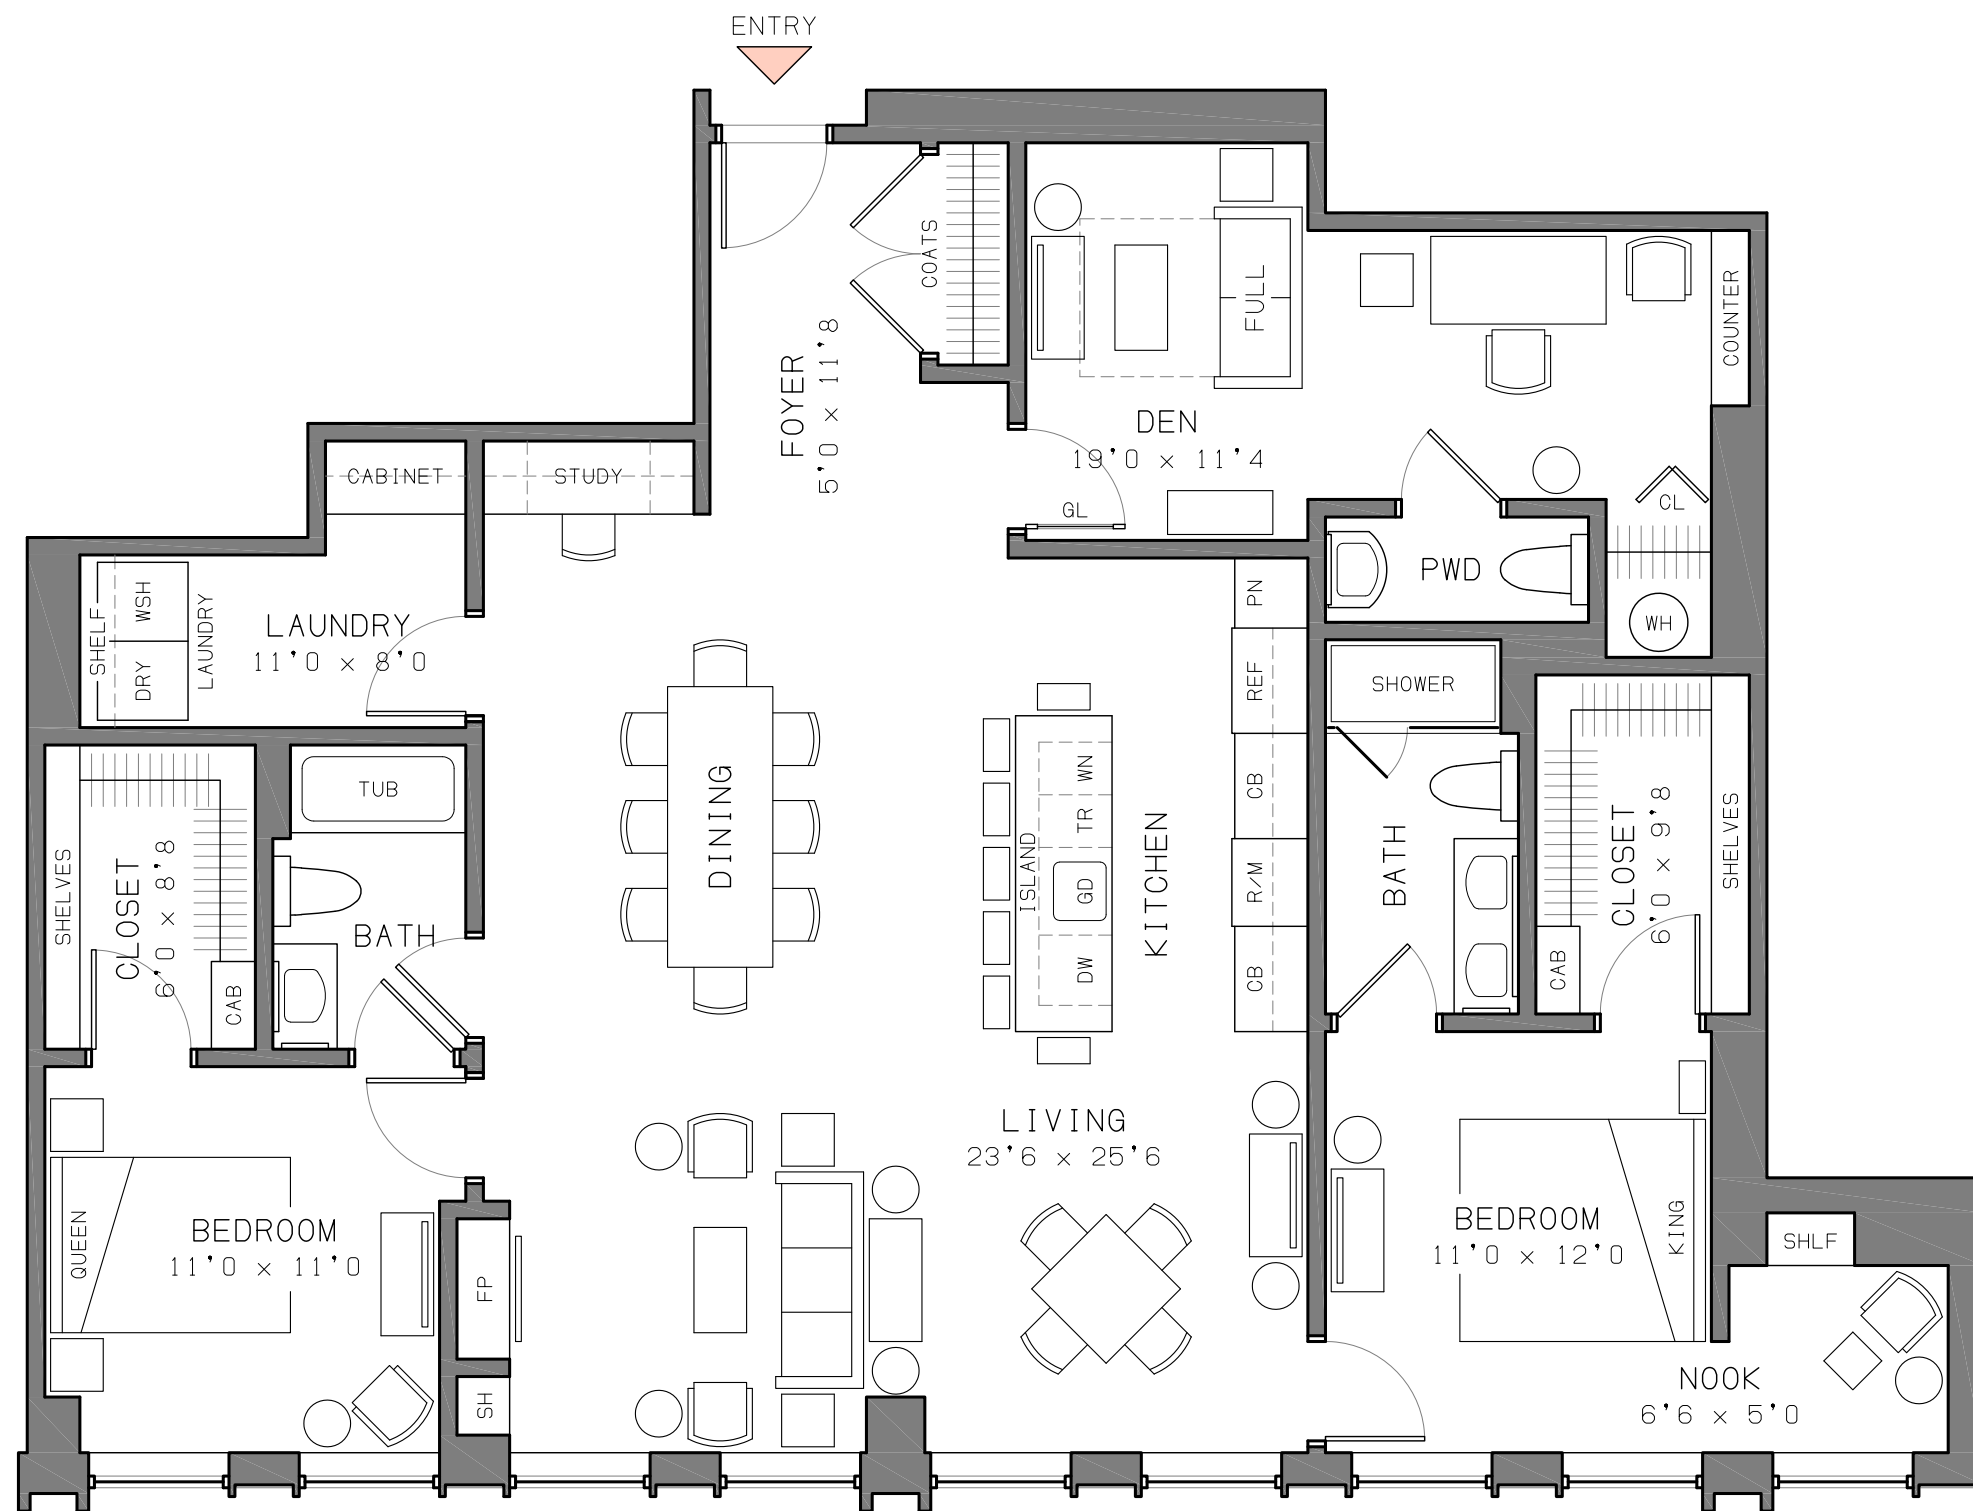 ENTRY
COATS
FOYER
5'0 x 11'8
FULL
COUNTER
DEN
19'0 x 11'4
GL
CL
CABINET
STUDY
PWD
WH
SHELF
WSH
DRY
LAUNDRY
LAUNDRY
11'0 x 8'0
PN
REF
CB
R/M
CB
SHOWER
TUB
DINING
ISLAND
WN
TR
GD
DW
KITCHEN
BATH
CLOSET
6'0 x 9'8
SHELVES
CAB
SHELVES
CLOSET
6'0 x 8'8
CAB
BATH
LIVING
23'6 x 25'6
QUEEN
BEDROOM
11'0 x 11'0
FP
SH
BEDROOM
11'0 x 12'0
KING
SHLF
NOOK
6'6 x 5'0